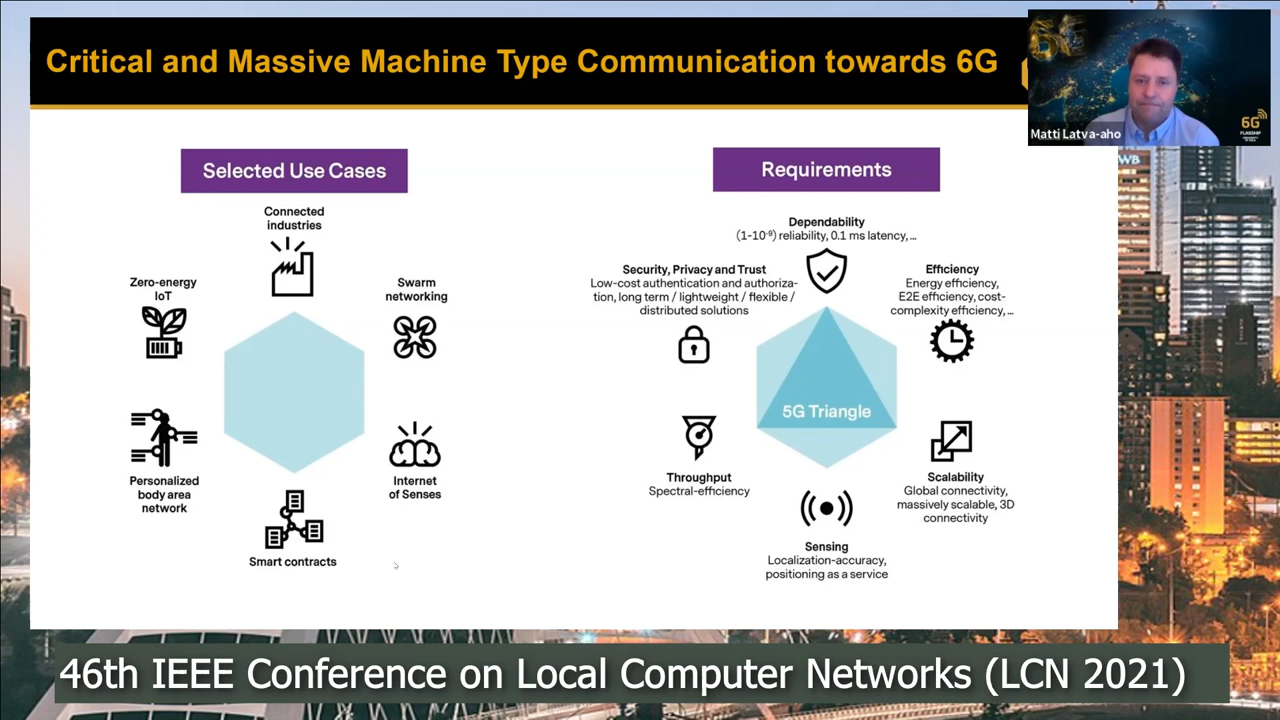 Critical and Massive Machine Type Communication towards 6G
6G
Matti Latva-aho
6G
FLAGSHIP
WB
Selected Use Cases
Connected
industries
Zero-energy
IoT
Swarm
networking
Personalized
body area
network
Internet
of Senses
Smart contracts
Requirements
Dependability
(1-10⁻⁹) reliability, 0.1 ms latency,...
Security, Privacy and Trust
Low-cost authentication and authoriza-
tion, long term / lightweight / flexible /
distributed solutions
Efficiency
Energy efficiency,
E2E efficiency, cost-
complexity efficiency, ...
5G Triangle
Throughput
Spectral-efficiency
Scalability
Global connectivity,
massively scalable, 3D
connectivity
Sensing
Localization-accuracy,
positioning as a service
46th IEEE Conference on Local Computer Networks (LCN 2021)